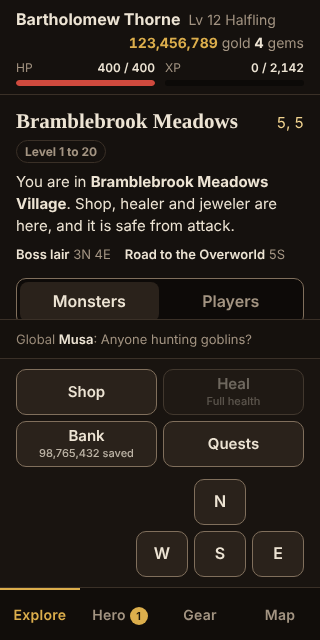 Bartholomew Thorne Lv 12 Halfling
123,456,789 gold 4 gems
HP 400 / 400 XP 0 / 2,142
Bramblebrook Meadows 5, 5
Level 1 to 20
You are in Bramblebrook Meadows
Village. Shop, healer and jeweler are
here, and it is safe from attack.
Boss lair 3N 4E Road to the Overworld 5S
Monsters Players
Global Musa: Anyone hunting goblins?
Shop Heal
Full health
Bank Quests
98,765,432 saved
N
W S E
Explore Hero 1 Gear Map